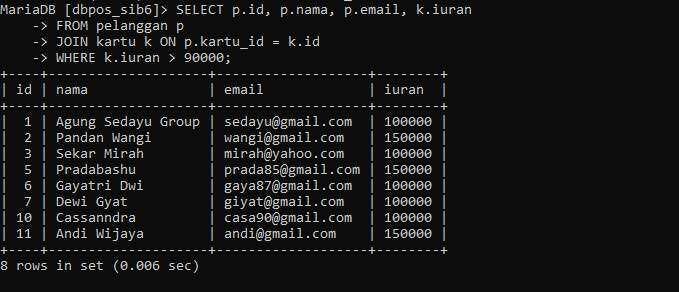 MariaDB [dbpos_sib6]> SELECT p.id, p.nama, p.email, k.iuran
    -> FROM pelanggan p
    -> JOIN kartu k ON p.kartu_id = k.id
    -> WHERE k.iuran > 90000;
+----+--------------------+-------------------+--------+
| id | nama               | email             | iuran  |
+----+--------------------+-------------------+--------+
|  1 | Agung Sedayu Group | sedayu@gmail.com  | 100000 |
|  2 | Pandan Wangi       | wangi@gmail.com   | 150000 |
|  3 | Sekar Mirah        | mirah@yahoo.com   | 100000 |
|  5 | Pradabashu         | prada85@gmail.com | 150000 |
|  6 | Gayatri Dwi        | gaya87@gmail.com  | 100000 |
|  7 | Dewi Gyat          | giyat@gmail.com   | 100000 |
| 10 | Cassanndra         | casa90@gmail.com  | 100000 |
| 11 | Andi Wijaya        | andi@gmail.com    | 150000 |
+----+--------------------+-------------------+--------+
8 rows in set (0.006 sec)